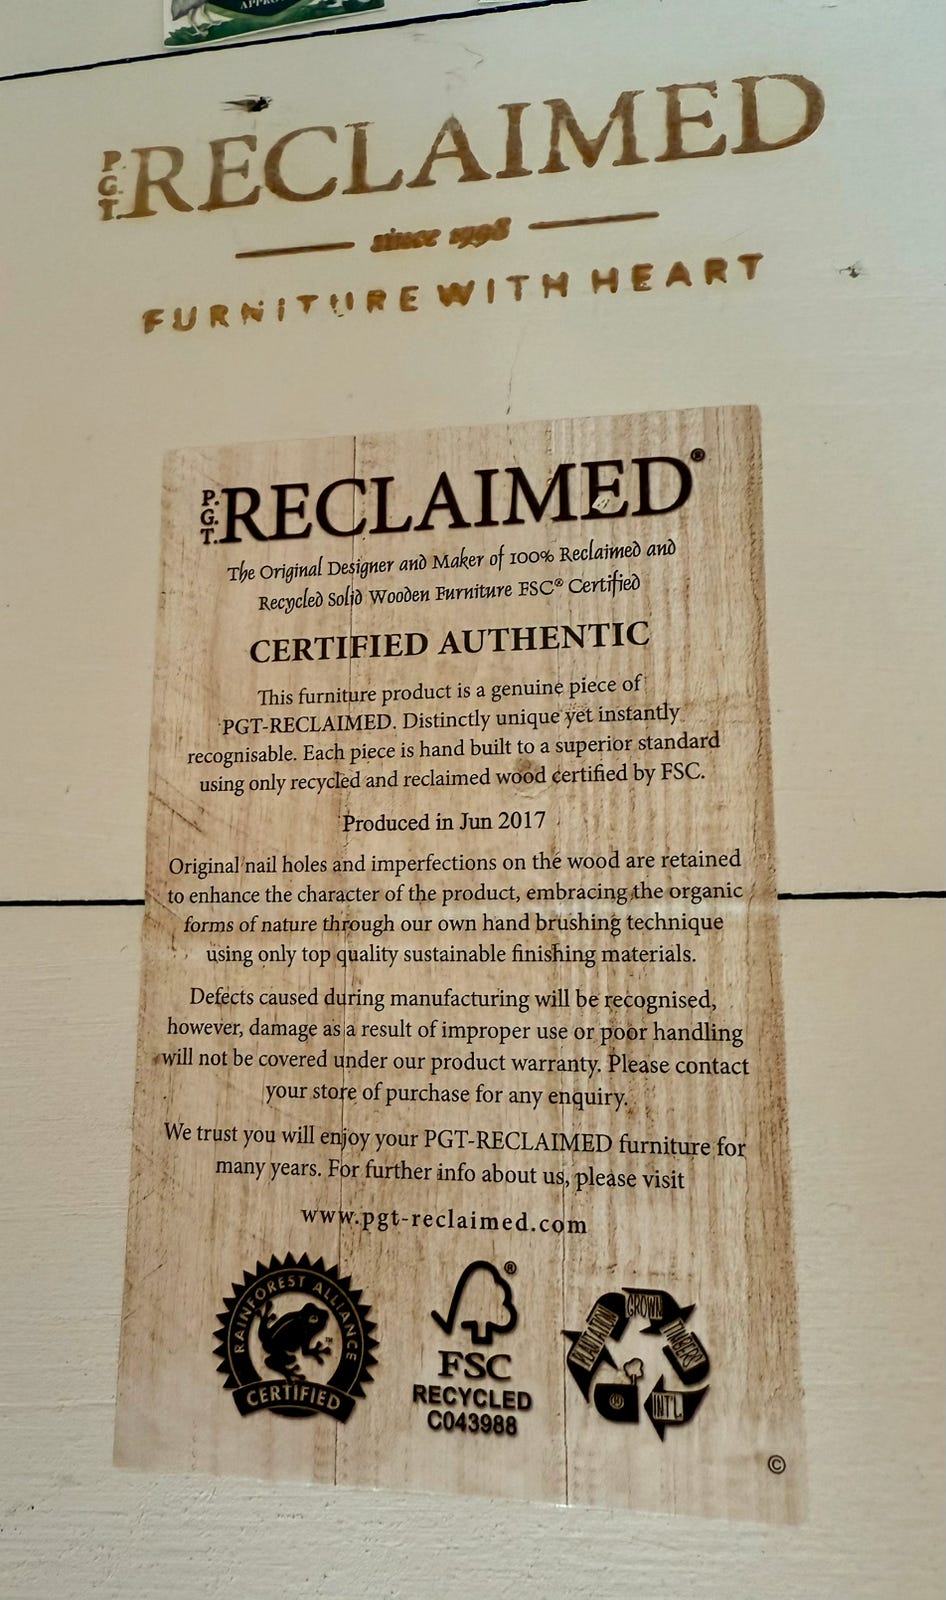 P.G.T. RECLAIMED
since 1998
FURNITURE WITH HEART
P.G.T. RECLAIMED®
The Original Designer and Maker of 100% Reclaimed and
Recycled Solid Wooden Furniture FSC® Certified
CERTIFIED AUTHENTIC
This furniture product is a genuine piece of
PGT-RECLAIMED. Distinctly unique yet instantly
recognisable. Each piece is hand built to a superior standard
using only recycled and reclaimed wood certified by FSC.
Produced in Jun 2017
Original nail holes and imperfections on the wood are retained
to enhance the character of the product, embracing the organic
forms of nature through our own hand brushing technique
using only top quality sustainable finishing materials.
Defects caused during manufacturing will be recognised,
however, damage as a result of improper use or poor handling
will not be covered under our product warranty. Please contact
your store of purchase for any enquiry.
We trust you will enjoy your PGT-RECLAIMED furniture for
many years. For further info about us, please visit
www.pgt-reclaimed.com
RAINFOREST ALLIANCE
TM
CERTIFIED
®
FSC
RECYCLED
C043988
PLANTATION GROWN TIMBERS INT'L
©